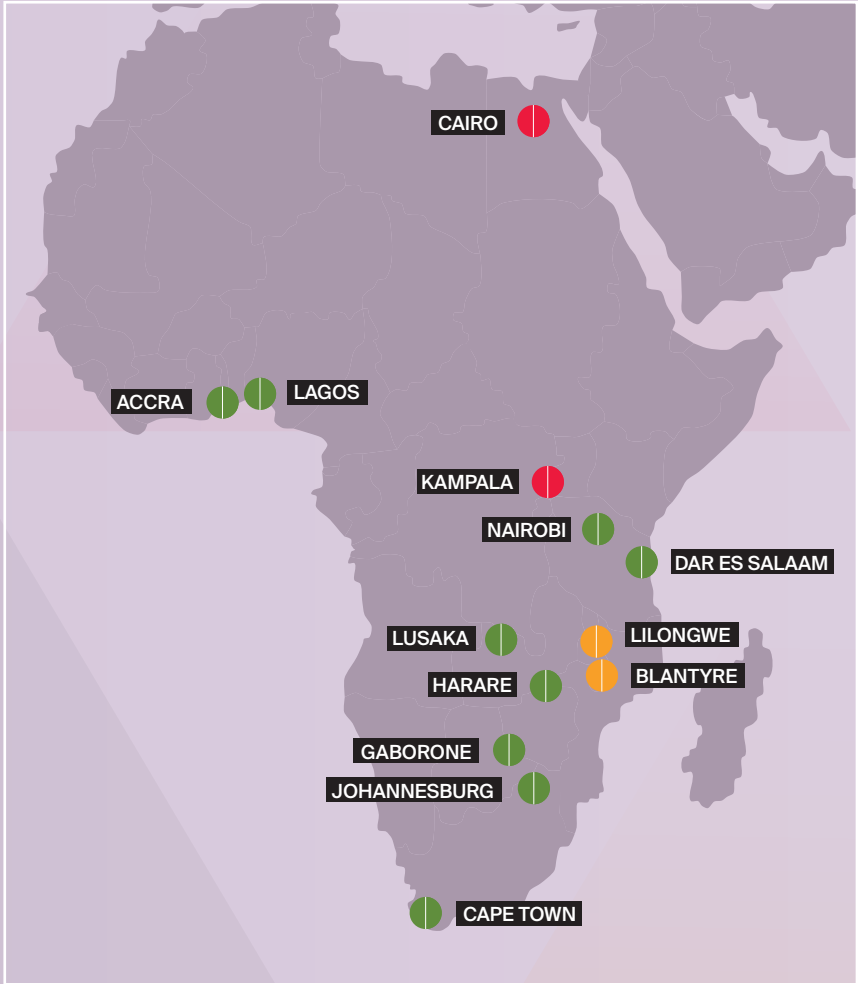 CAIRO
LAGOS
ACCRA
KAMPALA
NAIROBI
DAR ES SALAAM
LILONGWE
LUSAKA
BLANTYRE
HARARE
GABORONE
JOHANNESBURG
CAPE TOWN